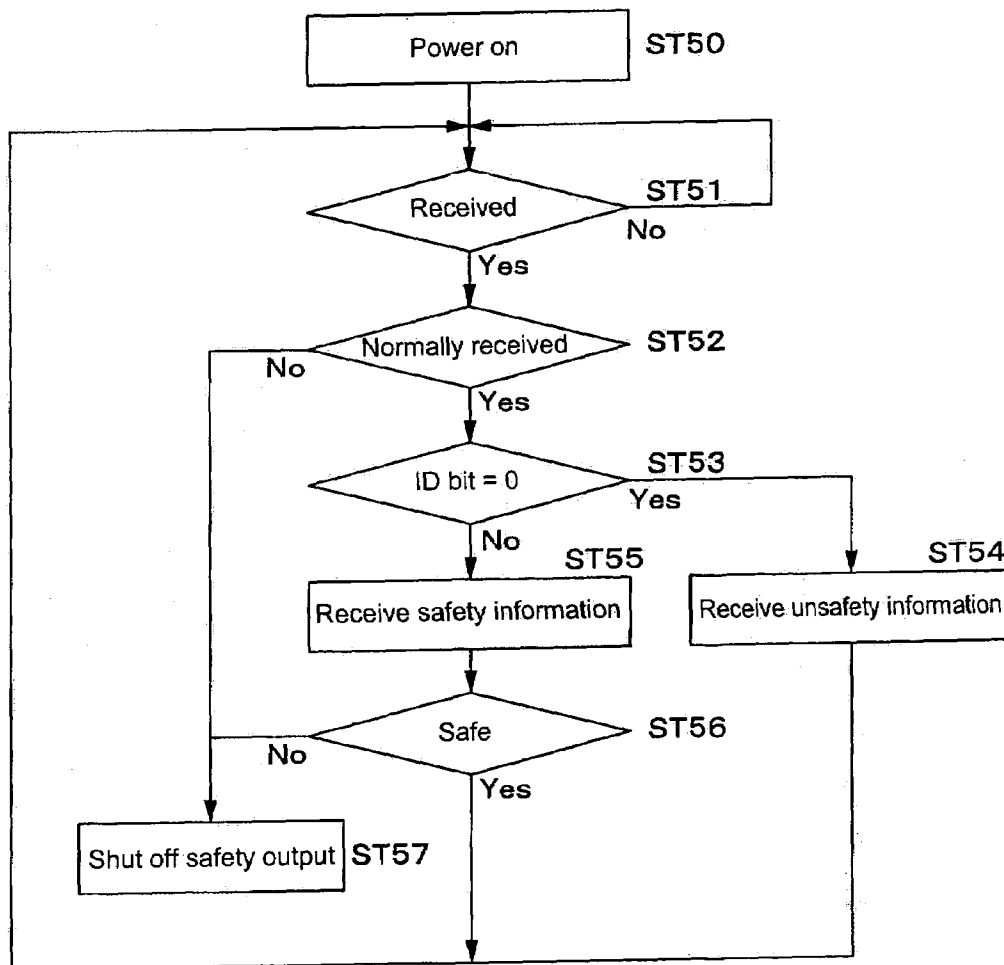 Power on
ST50
Received
ST51
No
Yes
Normally received
ST52
No
Yes
ID bit = 0
ST53
Yes
No
ST55
ST54
Receive safety information
Receive unsafety information
Safe
ST56
No
Yes
Shut off safety output
ST57